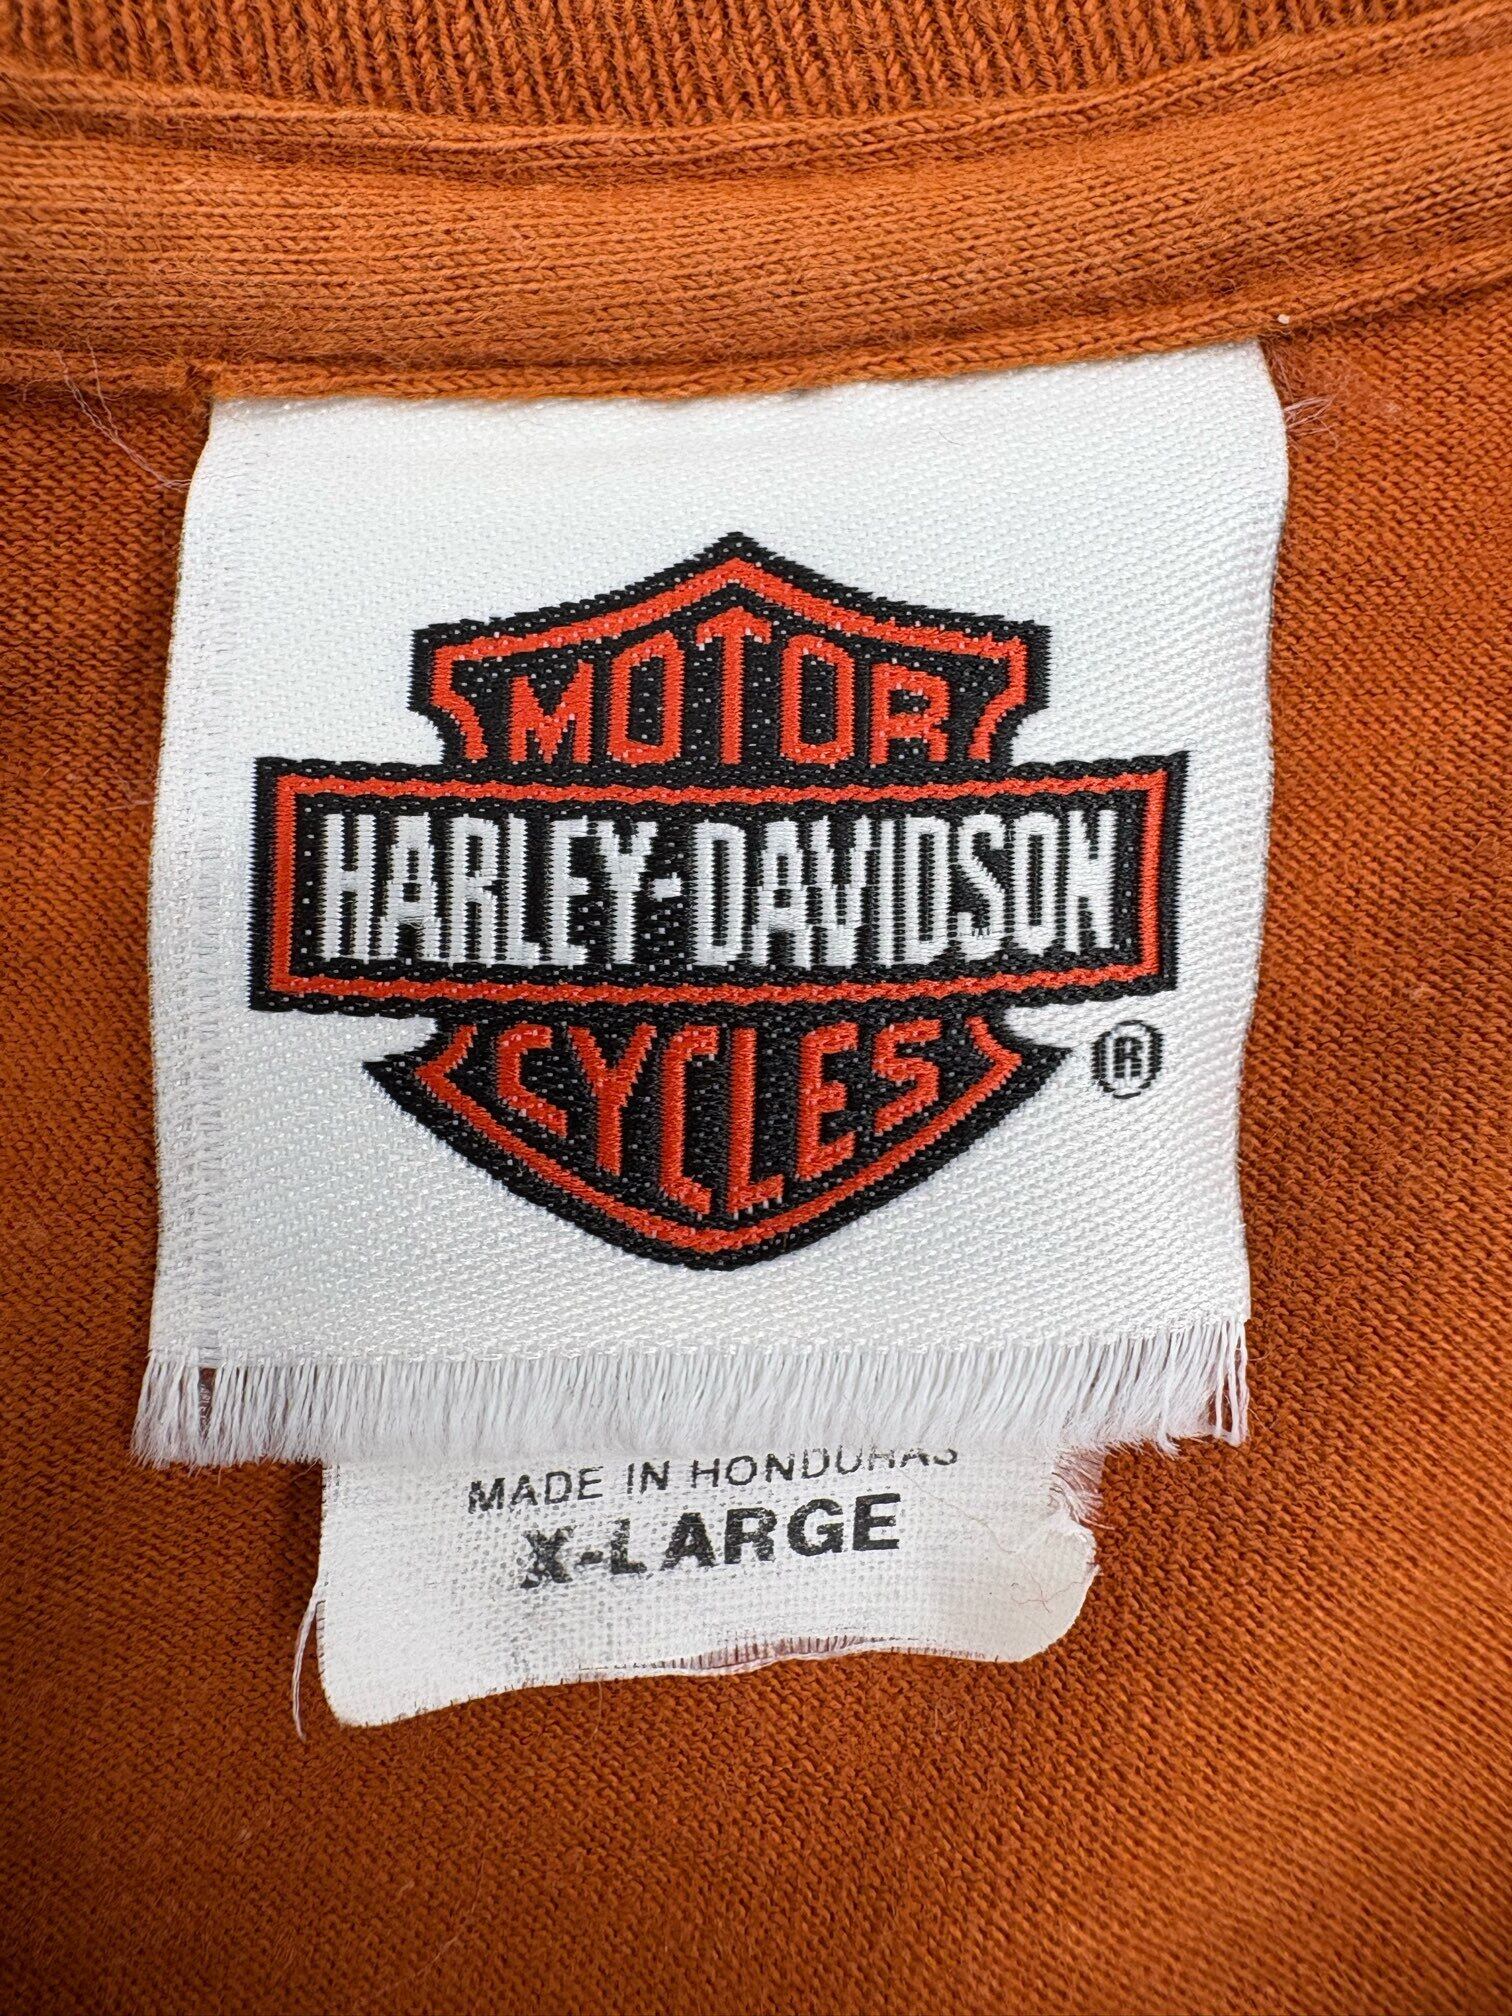 MOTOR
HARLEY-DAVIDSON
CYCLES
®
MADE IN HONDURAS
X-LARGE